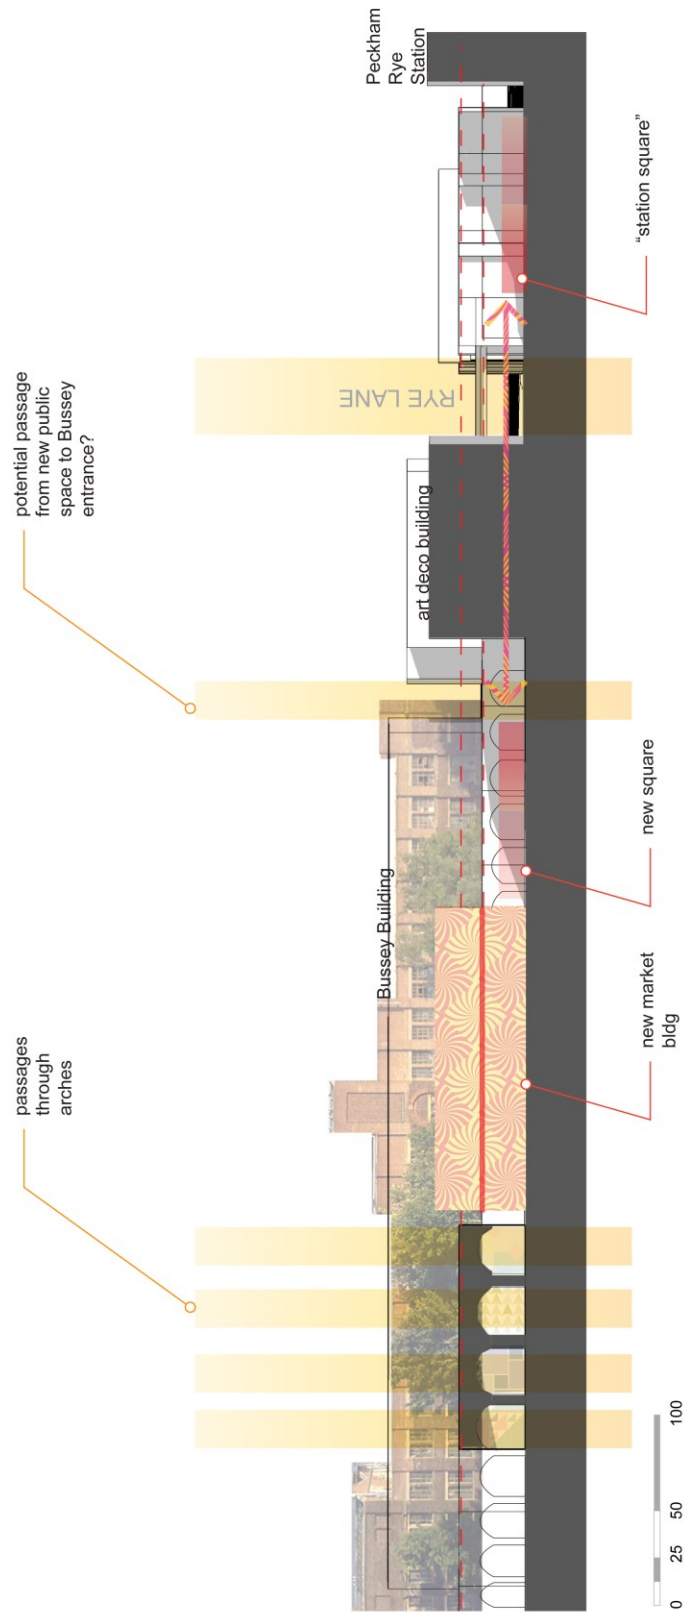 passages
through
arches
potential passage
from new public
space to Bussey
entrance?
Peckham
Rye
Station
Bussey Building
art deco building
RYE LANE
new market
bldg
new square
“station square”
0
25
50
100